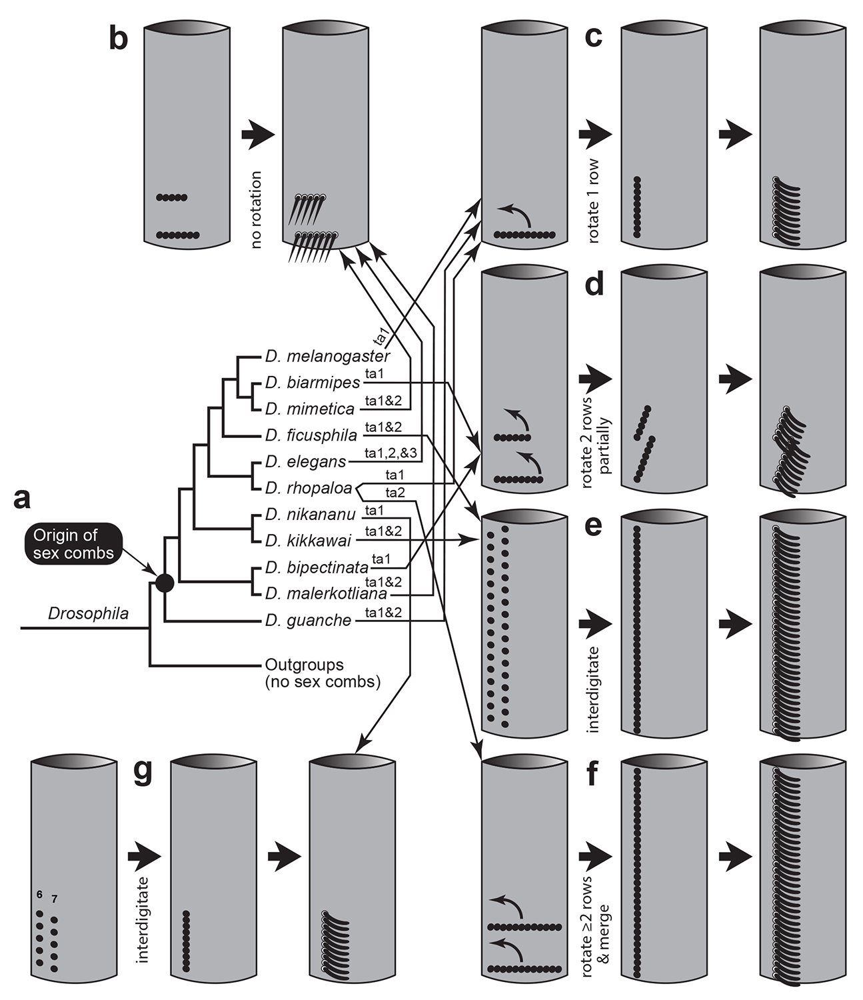 b
no rotation
c
rotate 1 row
d
rotate 2 rows
partially
ta1
D. melanogaster
D. biarmipes
ta1
D. mimetica
ta1&2
D. ficusphila
ta1&2
D. elegans
ta1,2,&3
D. rhopaloa
ta1
ta2
D. nikananu
ta1
D. kikkawai
ta1&2
D. bipectinata
ta1
D. malerkotliana
ta1&2
D. guanche
ta1&2
Outgroups
(no sex combs)
a
Origin of
sex combs
Drosophila
e
interdigitate
f
rotate ≥2 rows
& merge
g
6
7
interdigitate